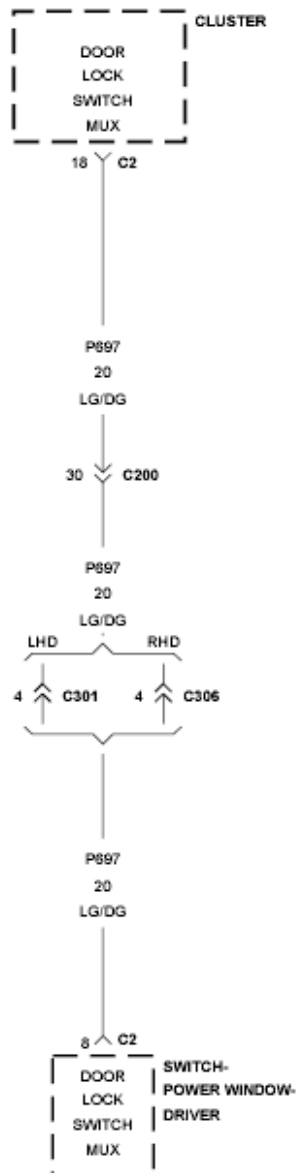 CLUSTER
DOOR
LOCK
SWITCH
MUX
18 C2
P697
20
LG/DG
30 C200
P697
20
LG/DG
LHD RHD
4 C301 4 C306
P697
20
LG/DG
8 C2
DOOR
LOCK
SWITCH
MUX
SWITCH-
POWER WINDOW-
DRIVER